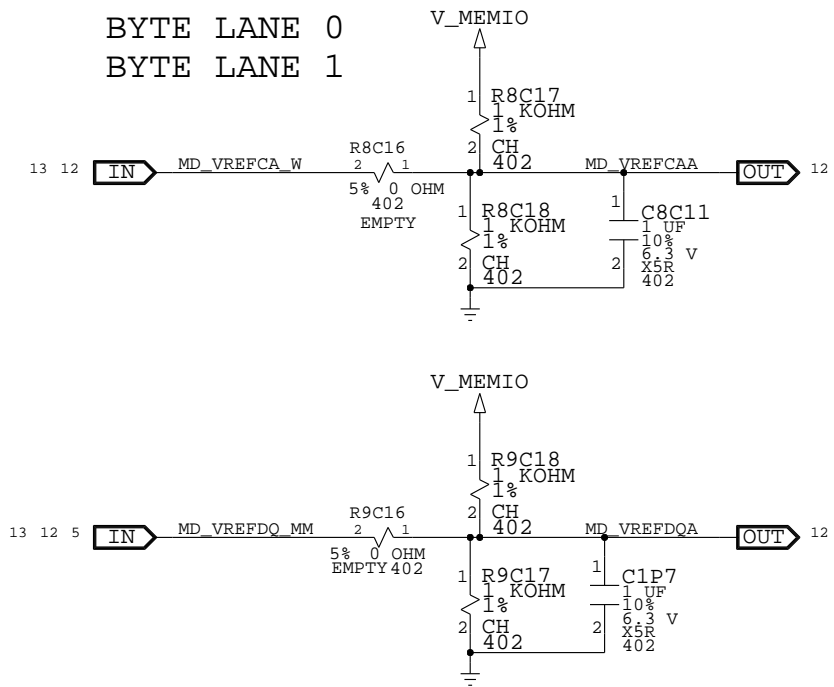 BYTE LANE 0
BYTE LANE 1
V_MEMIO
1 R8C17
1 KOHM
1%
2 CH
402
13 12 IN MD_VREFCA_W
R8C16
2 1
5% 0 OHM
402
EMPTY
MD_VREFCAA OUT 12
1 R8C18
1 KOHM
1%
2 CH
402
1 C8C11
1 UF
10%
6.3 V
2 X5R
402
V_MEMIO
1 R9C18
1 KOHM
1%
2 CH
402
13 12 5 IN MD_VREFDQ_MM
R9C16
2 1
5% 0 OHM
EMPTY 402
MD_VREFDQA OUT 12
1 R9C17
1 KOHM
1%
2 CH
402
1 C1P7
1 UF
10%
6.3 V
2 X5R
402